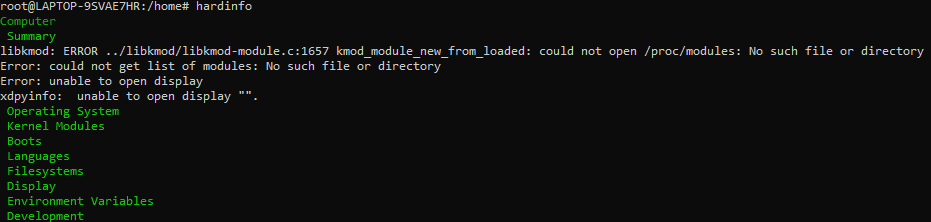 root@LAPTOP-9SVAE7HR:/home# hardinfo
Computer
Summary
libkmod: ERROR ../libkmod/libkmod-module.c:1657 kmod_module_new_from_loaded: could not open /proc/modules: No such file or directory
Error: could not get list of modules: No such file or directory
Error: unable to open display
xdpyinfo:  unable to open display "".
Operating System
Kernel Modules
Boots
Languages
Filesystems
Display
Environment Variables
Development